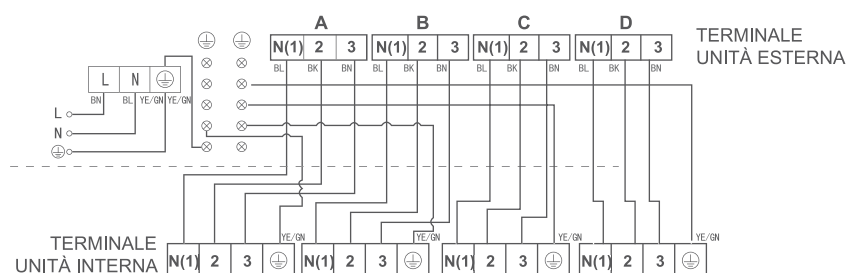 A B C D
N(1) 2 3 N(1) 2 3 N(1) 2 3 N(1) 2 3
TERMINALE
UNITÀ ESTERNA
BL BK BN BL BK BN BL BK BN BL BK BN
L N
BN BL YE/GN YE/GN
L
N
YE/GN YE/GN YE/GN YE/GN
TERMINALE
UNITÀ INTERNA
N(1) 2 3 N(1) 2 3 N(1) 2 3 N(1) 2 3